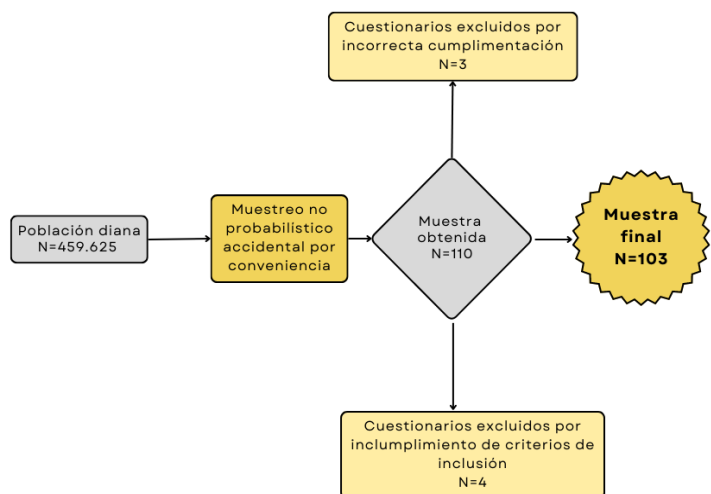 Cuestionarios excluidos por
incorrecta cumplimentación
N=3
Población diana
N=459.625
Muestreo no
probabilístico
accidental por
conveniencia
Muestra
obtenida
N=110
Muestra
final
N=103
Cuestionarios excluidos por
inclumplimiento de criterios de
inclusión
N=4